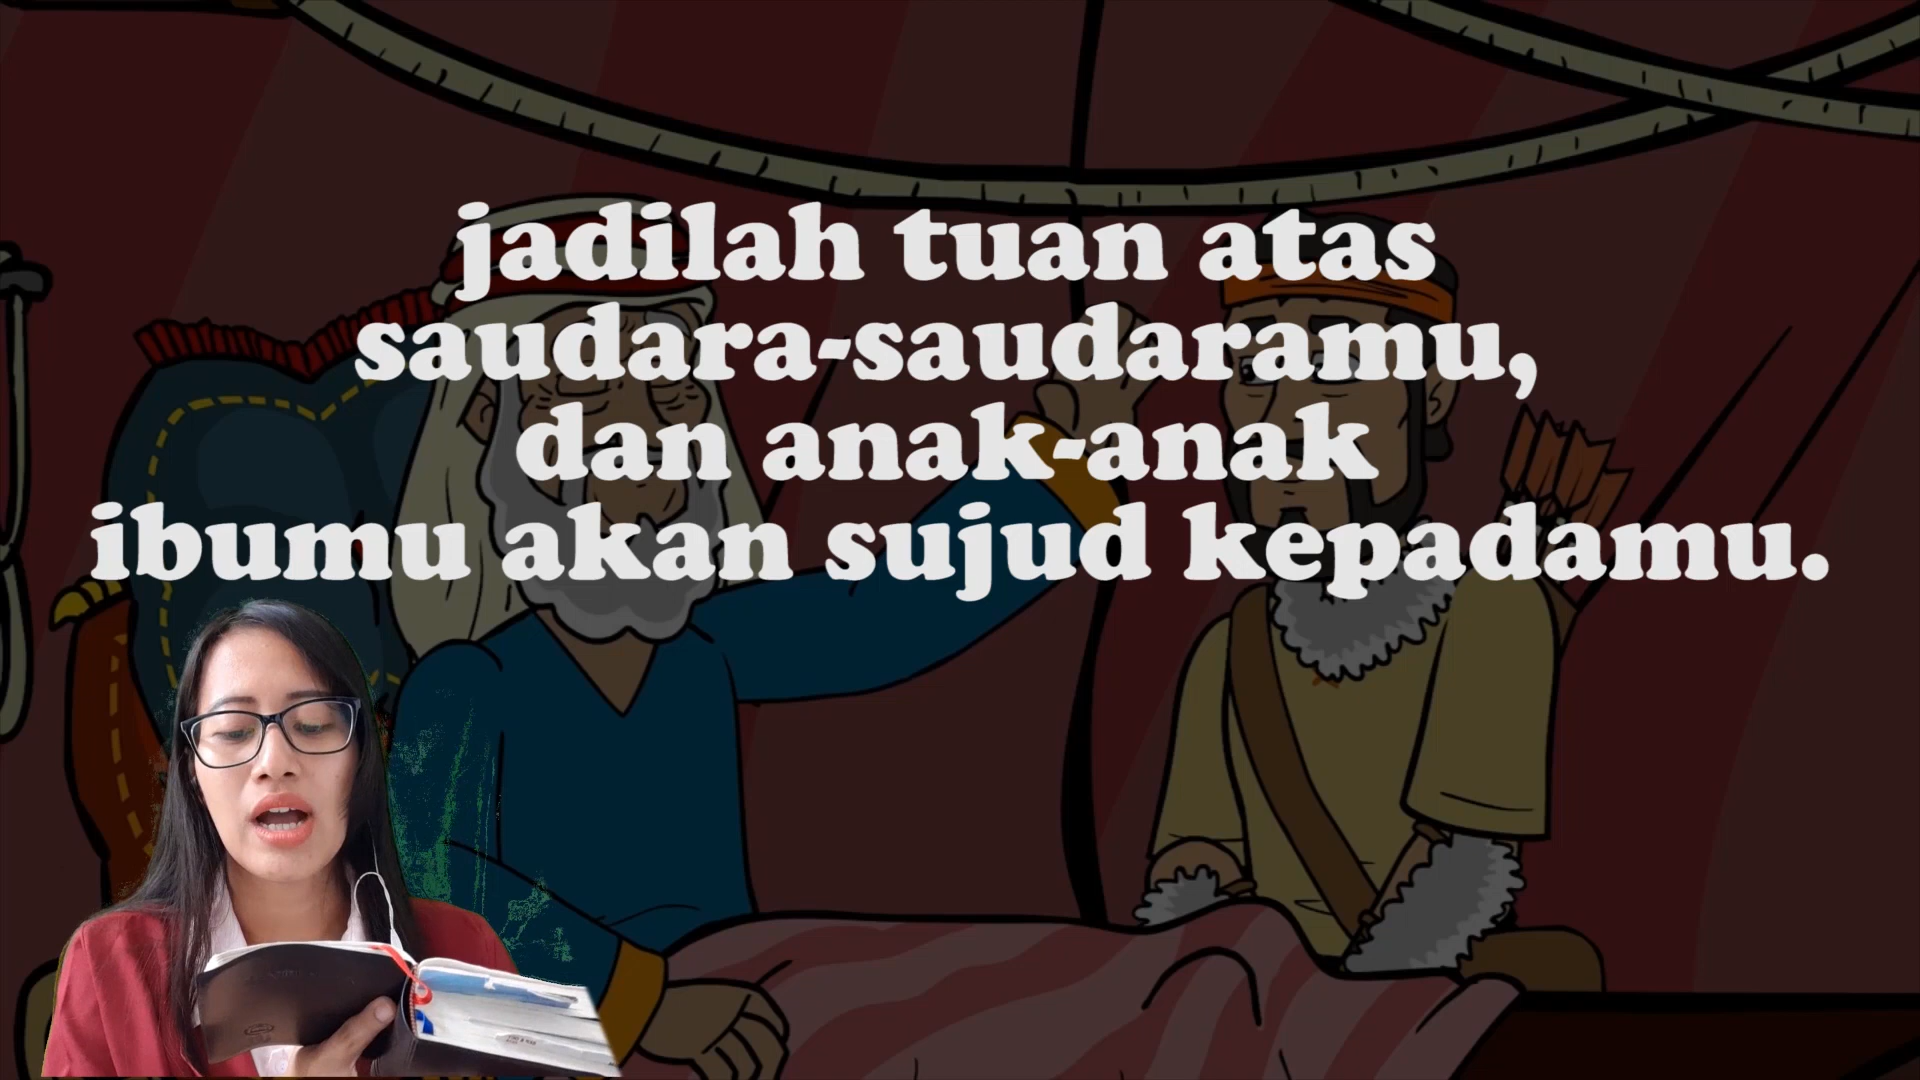 jadilah tuan atas
saudara-saudaramu,
dan anak-anak
ibumu akan sujud kepadamu.